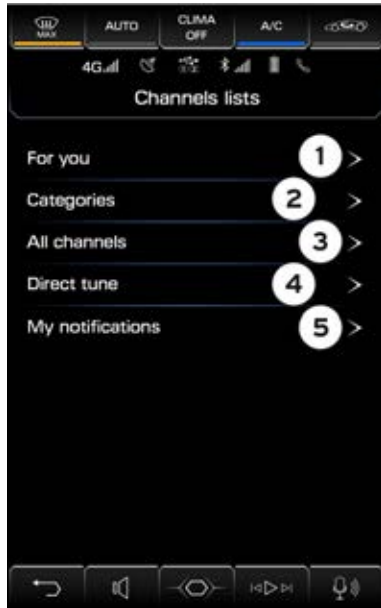 MAX AUTO CLIMA OFF A/C
4G
Channels lists
For you 1
Categories 2
All channels 3
Direct tune 4
My notifications 5